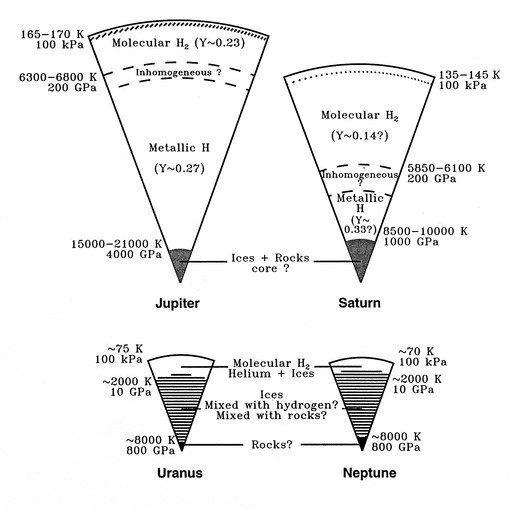 165−170 K
100 kPa
Molecular H₂ (Y~0.23)
6300−6800 K
200 GPa
Inhomogeneous ?
Metallic H
(Y~0.27)
15000−21000 K
4000 GPa
135−145 K
100 kPa
Molecular H₂
(Y~0.14?)
5850−6100 K
200 GPa
Inhomogeneous
?
Metallic
H
(Y~
0.33?)
8500−10000 K
1000 GPa
Ices + Rocks
core ?
Jupiter
Saturn
~75 K
100 kPa
~70 K
100 kPa
Molecular H₂
Helium + Ices
~2000 K
10 GPa
~2000 K
10 GPa
Ices
Mixed with hydrogen?
Mixed with rocks?
~8000 K
800 GPa
Rocks?
~8000 K
800 GPa
Uranus
Neptune